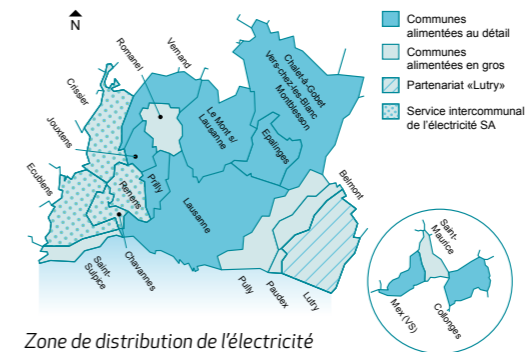 N
Communes
alimentées au détail
Communes
alimentées en gros
Partenariat «Lutry»
Service intercommunal
de l'électricité SA
Crissier
Romanel
Vernand
Jouxtens
Le Mont s/
Lausanne
Chalet-à-Gobet
Vers-chez-les-Blanc
Montblesson
Epalinges
Ecublens
Renens
Prilly
Lausanne
Belmont
Saint-
Sulpice
Chavannes
Pully
Paudex
Lutry
Saint-
Maurice
Mex (VS)
Collonges
Zone de distribution de l'électricité